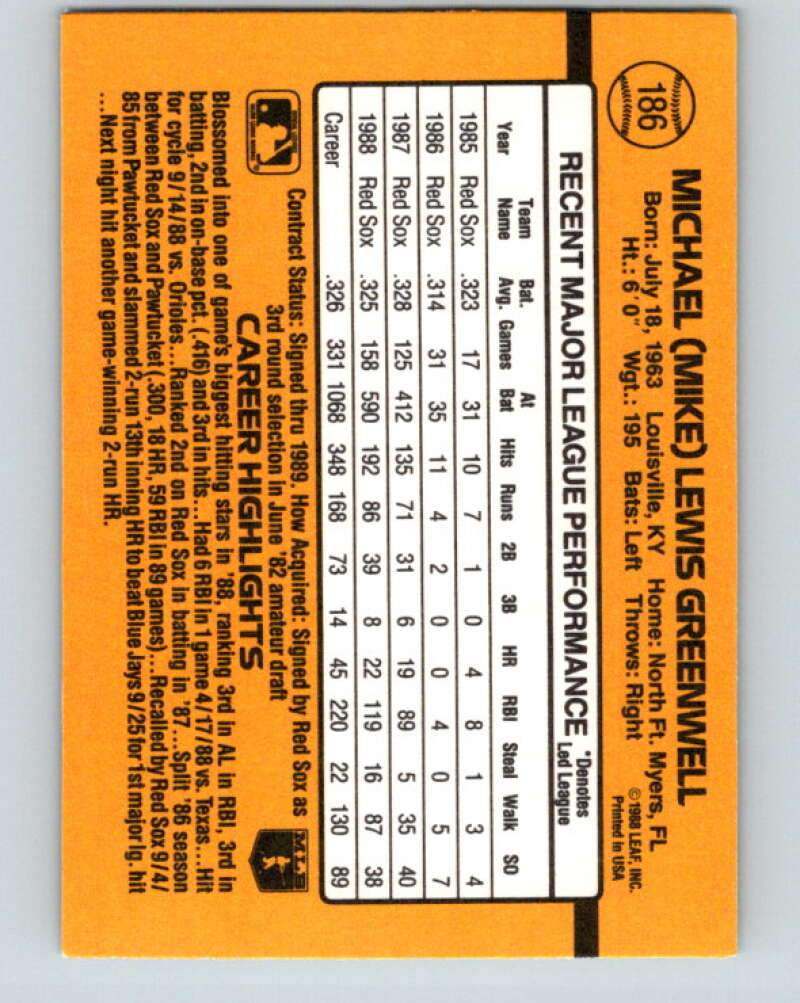 186
MICHAEL (MIKE) LEWIS GREENWELL
Born: July 18, 1963 Louisville, KY Home: North Ft. Myers, FL
Ht.: 6'0" Wgt.: 195 Bats: Left Throws: Right
©1988 LEAF, INC.
Printed in USA
RECENT MAJOR LEAGUE PERFORMANCE *Denotes Led League
Year Team Name Bat. Avg. Games At Bat Hits Runs 2B 3B HR RBI Steal Walk SO
1985 Red Sox .323 17 31 10 7 1 0 4 8 1 3 4
1986 Red Sox .314 31 35 11 4 2 0 0 4 0 5 7
1987 Red Sox .328 125 412 135 71 31 6 19 89 5 35 40
1988 Red Sox .325 158 590 192 86 39 8 22 119 16 87 38
Career .326 331 1068 348 168 73 14 45 220 22 130 89
Contract Status: Signed thru 1989. How Acquired: Signed by Red Sox as
3rd round selection in June '82 amateur draft
CAREER HIGHLIGHTS
MLB
Blossomed into one of game's biggest hitting stars in '88, ranking 3rd in AL in RBI, 3rd in
batting, 2nd in on-base pct. (.416) and 3rd in hits...Had 6 RBI in 1 game 4/17/88 vs. Texas...Hit
for cycle 9/14/88 vs. Orioles...Ranked 2nd on Red Sox in batting in '87...Split '86 season
between Red Sox and Pawtucket (.300, 18 HR, 59 RBI in 89 games)...Recalled by Red Sox 9/4/
85 from Pawtucket and slammed 2-run 13th inning HR to beat Blue Jays 9/25 for 1st major lg. hit
...Next night hit another game-winning 2-run HR.